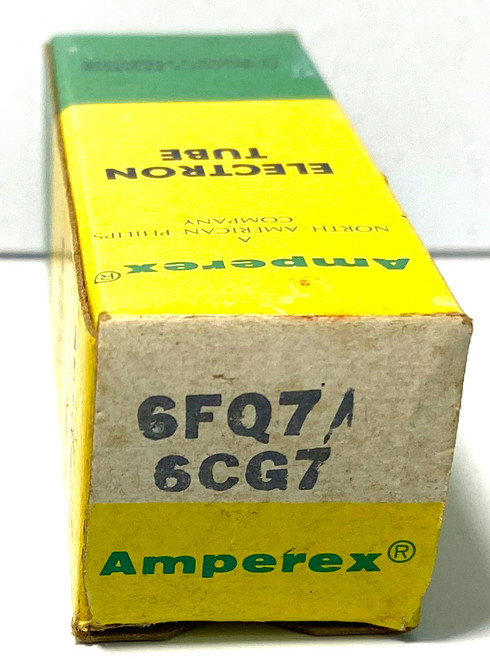 ELECTRON
TUBE
A
NORTH AMERICAN PHILIPS
COMPANY
Amperex®
6FQ7/
6CG7
Amperex®